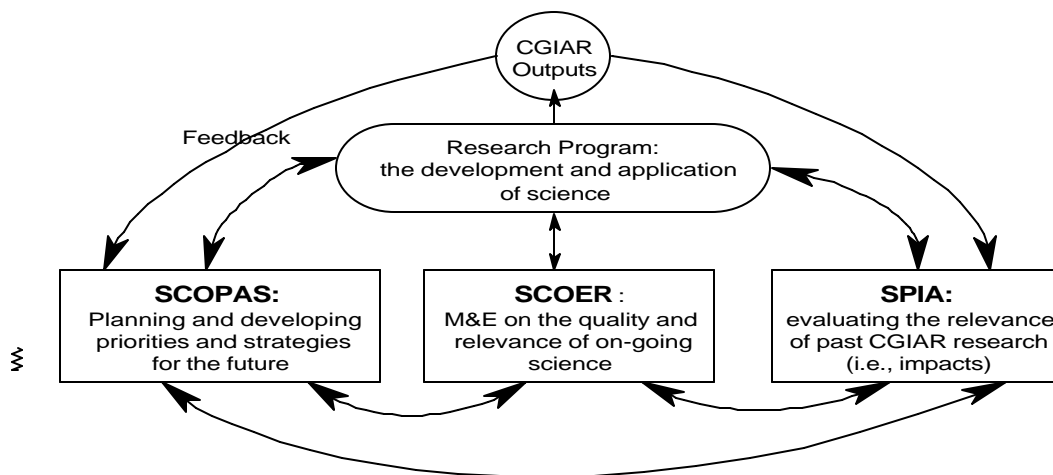 CGIAR
Outputs
Feedback
Research Program:
the development and application
of science
SCOPAS:
Planning and developing
priorities and strategies
for the future
SCOER :
M&E on the quality and
relevance of on-going
science
SPIA:
evaluating the relevance
of past CGIAR research
(i.e., impacts)